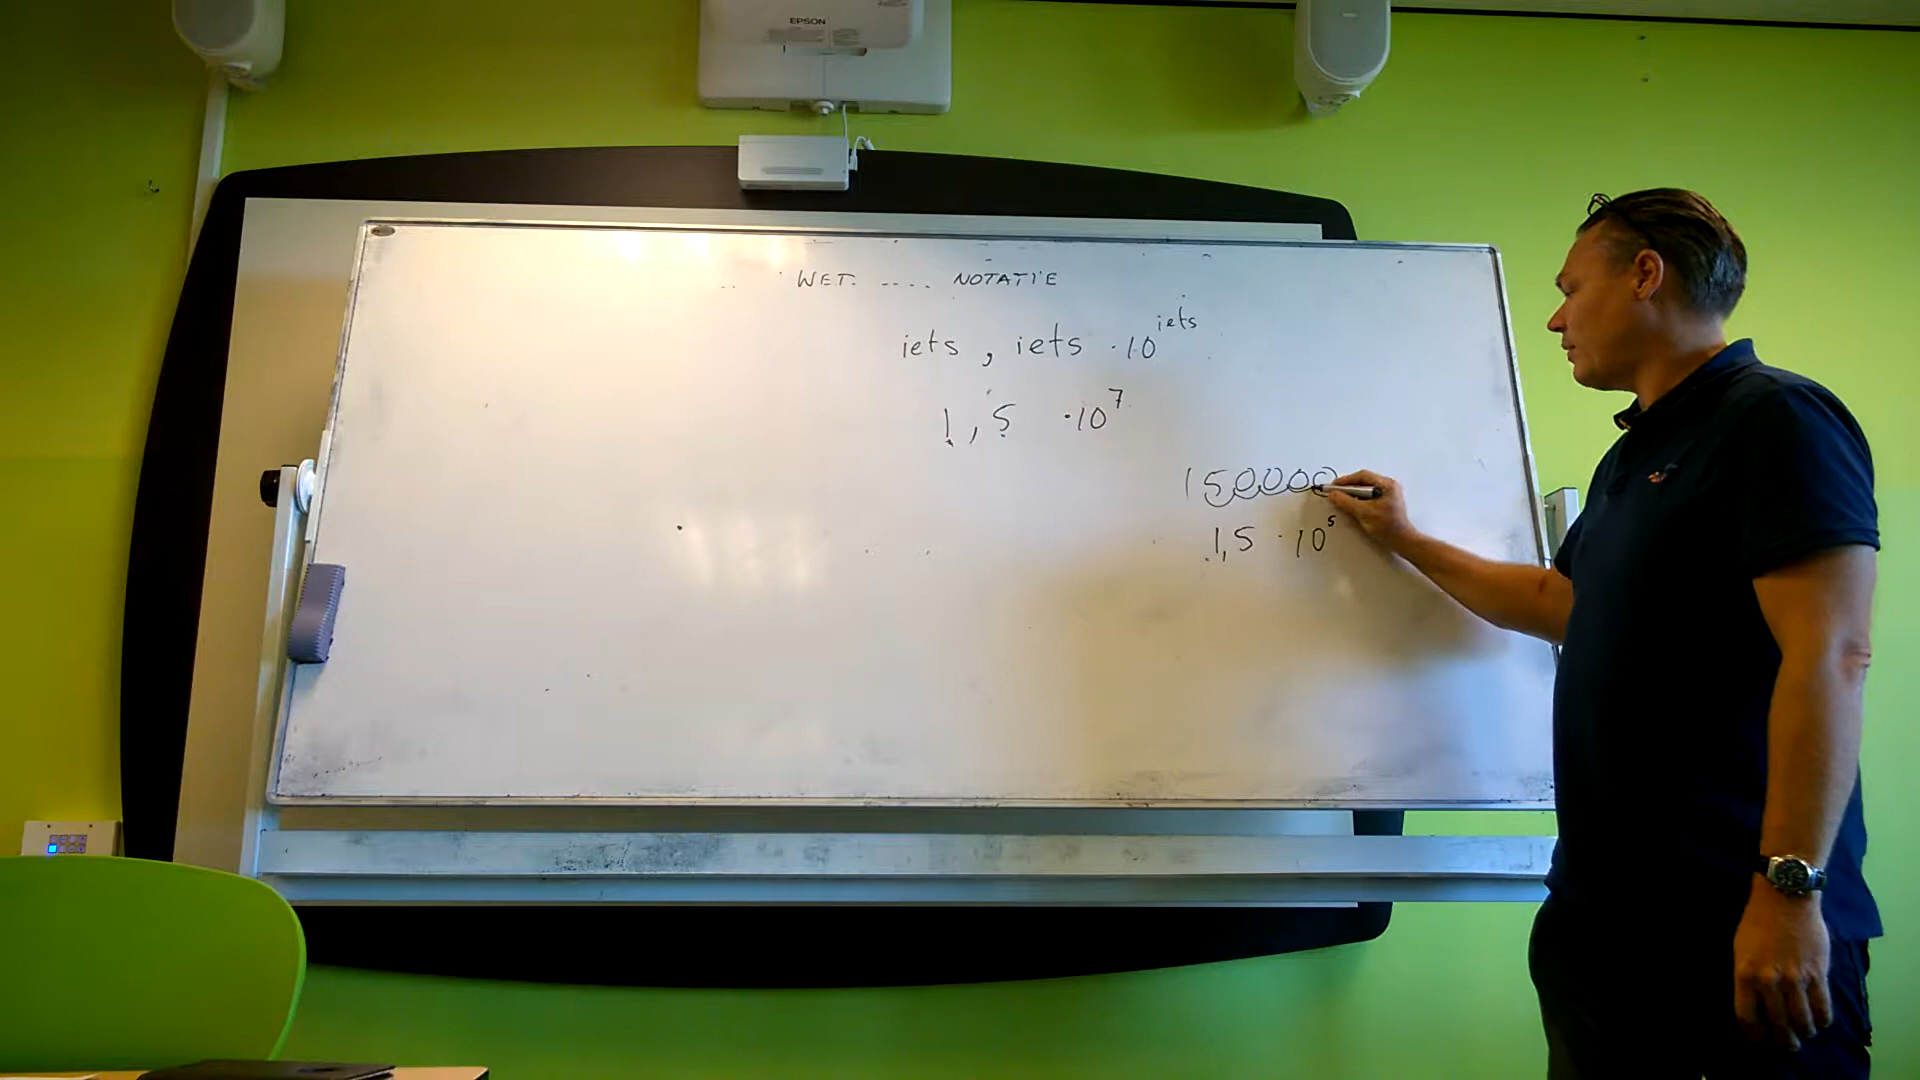 EPSON
WET. .... NOTATIE
iets , iets · 10^iets
1,5 · 10^7
150000
1,5 · 10^5